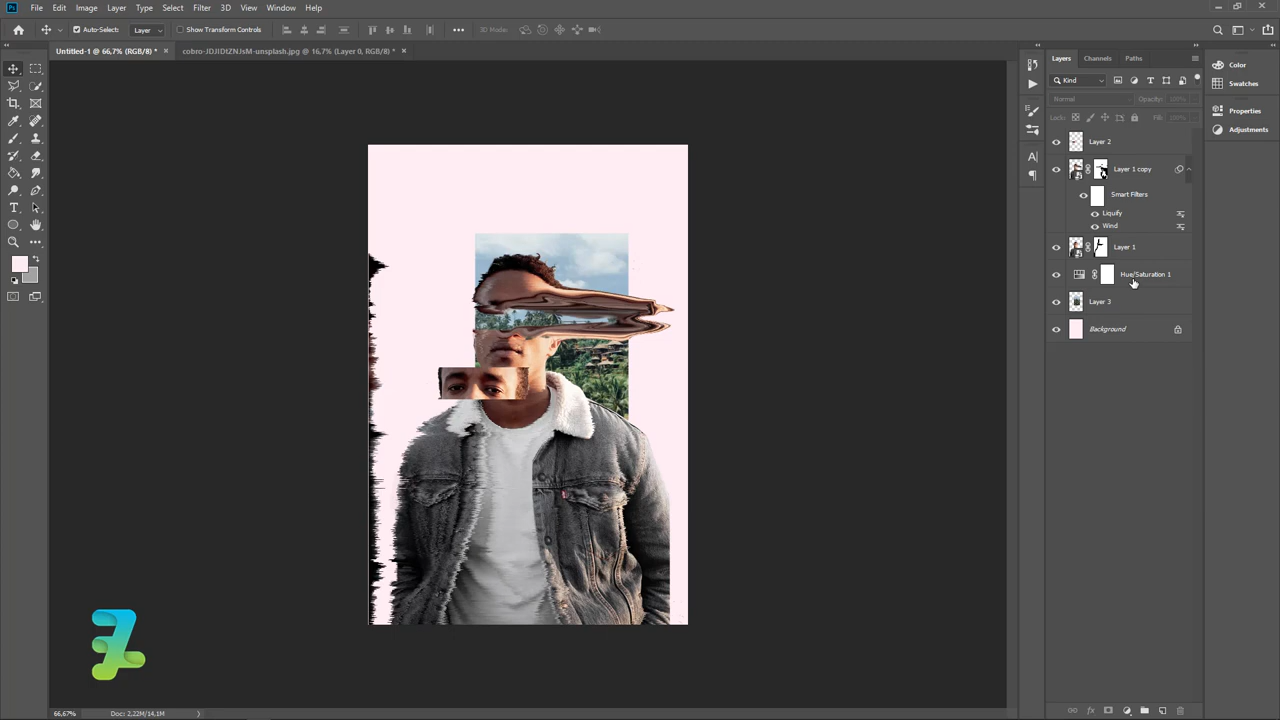 File Edit Image Layer Type Select Filter 3D View Window Help
Auto-Select: Layer Show Transform Controls 3D Mode:
Untitled-1 @ 66,7% (RGB/8) * × cobro-JDJIDtZNJsM-unsplash.jpg @ 16,7% (Layer 0, RGB/8) * ×
Layers Channels Paths
Kind
Normal Opacity: 100%
Lock: Fill: 100%
Layer 2
Layer 1 copy
Smart Filters
Liquify
Wind
Layer 1
Hue/Saturation 1
Layer 3
Background
Color
Swatches
Properties
Adjustments
66,67% Doc: 2,22M/14,1M